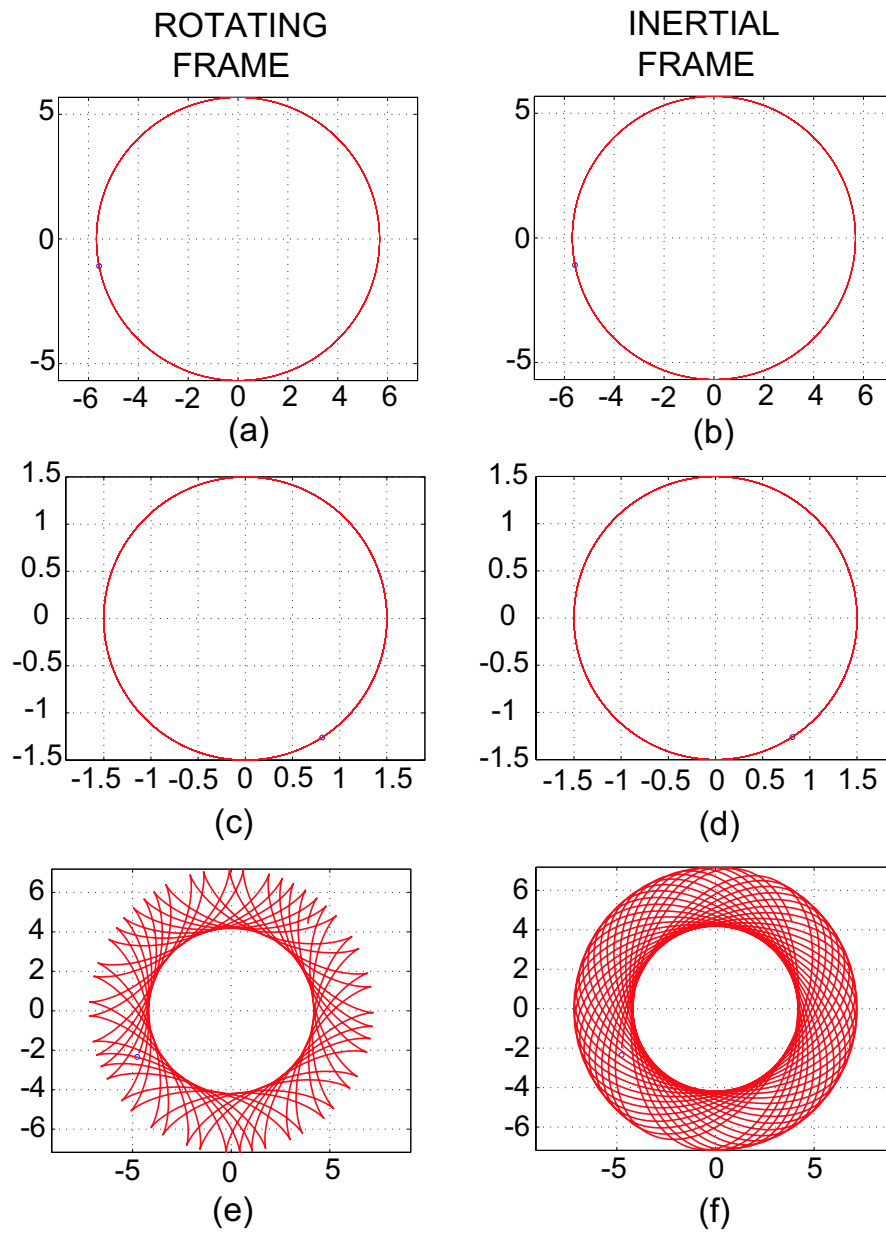 ROTATING INERTIAL
FRAME FRAME
5 5
0 0
-5 -5
-6 -4 -2 0 2 4 6 -6 -4 -2 0 2 4 6
(a) (b)
1.5 1.5
1 1
0.5 0.5
0 0
-0.5 -0.5
-1 -1
-1.5 -1.5
-1.5 -1 -0.5 0 0.5 1 1.5 -1.5 -1 -0.5 0 0.5 1 1.5
(c) (d)
6 6
4 4
2 2
0 0
-2 -2
-4 -4
-6 -6
-5 0 5 -5 0 5
(e) (f)